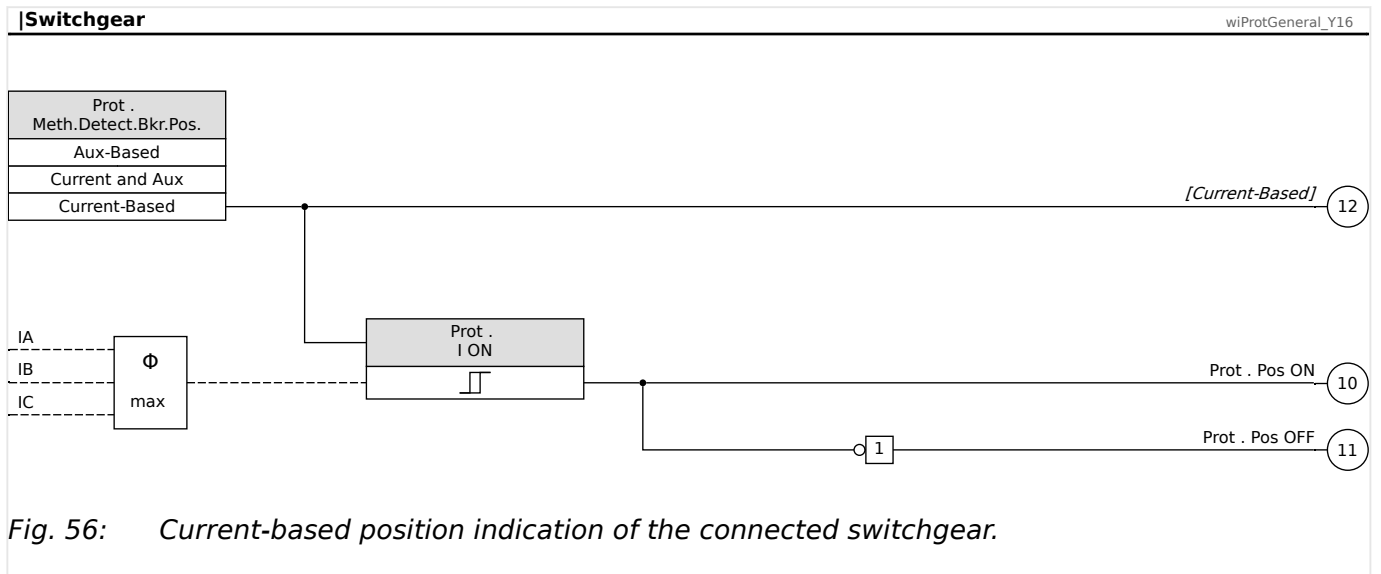 |Switchgear
wiProtGeneral_Y16
Prot .
Meth.Detect.Bkr.Pos.
Aux-Based
Current and Aux
Current-Based
[Current-Based]
12
IA
IB
IC
Φ
max
Prot .
I ON
Prot . Pos ON
10
1
Prot . Pos OFF
11
Fig. 56: Current-based position indication of the connected switchgear.